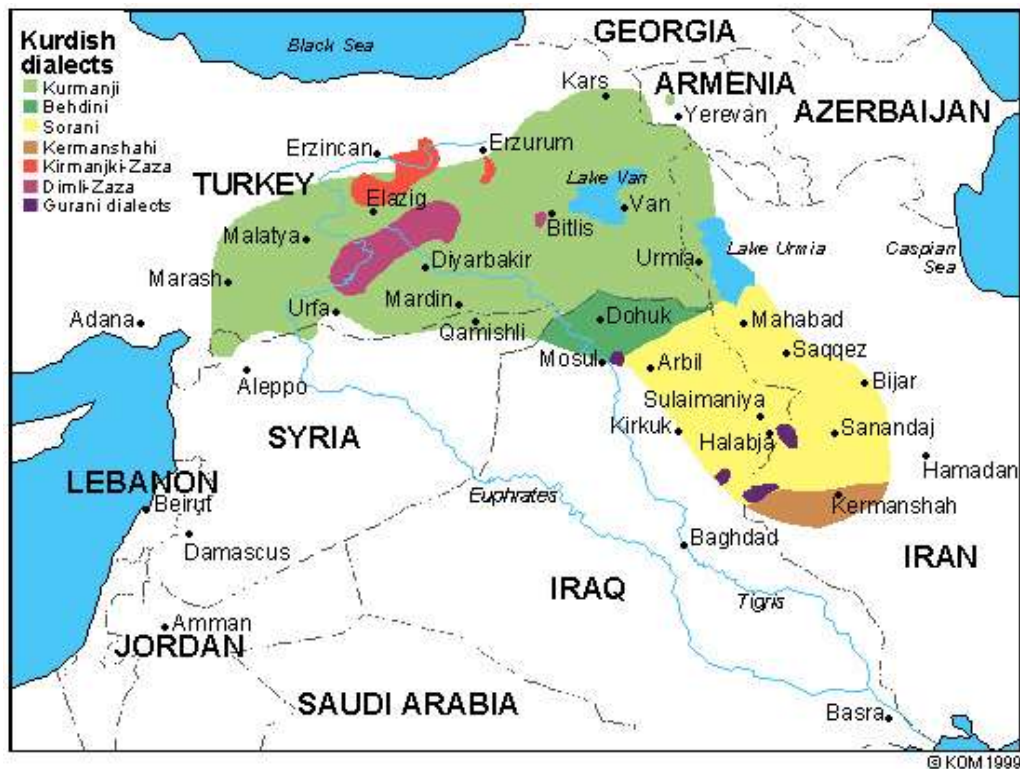 Kurdish
dialects
Kurmanji
Behdini
Sorani
Kermanshahi
Kirmanjki-Zaza
Dimli-Zaza
Gurani dialects
Black Sea
GEORGIA
Kars
ARMENIA
AZERBAIJAN
Yerevan
Erzincan
Erzurum
TURKEY
Lake Van
Elazig
Van
Bitlis
Malatya
Lake Urmia
Caspian
Sea
Marash
Diyarbakir
Urmia
Urfa
Mardin
Adana
Qamishli
Dohuk
Mahabad
Mosul
Arbil
Saqqez
Aleppo
Bijar
Sulaimaniya
SYRIA
Kirkuk
Halabja
Sanandaj
Hamadan
LEBANON
Euphrates
Beirut
Kermanshah
Damascus
Baghdad
IRAN
IRAQ
Tigris
Amman
JORDAN
SAUDI ARABIA
Basra
© KOM 1999